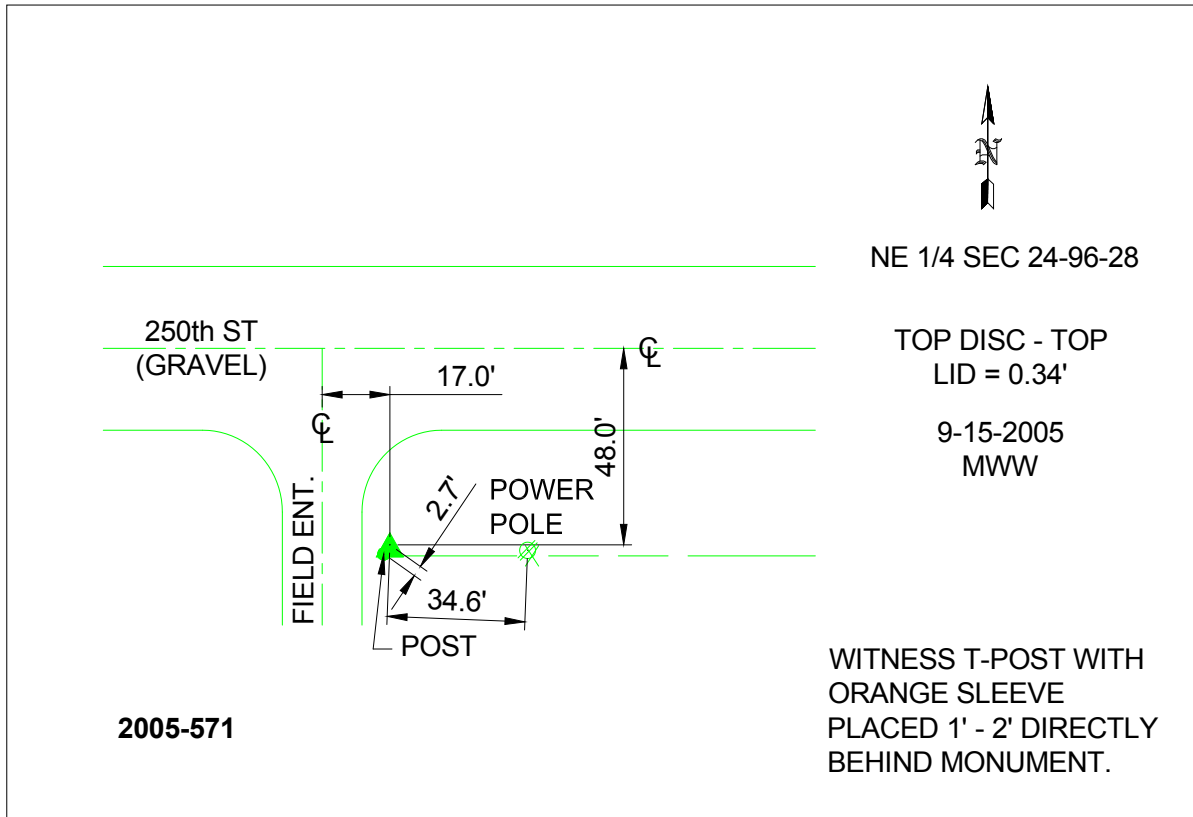 N
NE 1/4 SEC 24-96-28
250th ST
(GRAVEL)
℄
TOP DISC - TOP
LID = 0.34'
17.0'
℄
9-15-2005
MWW
48.0'
2.7'
POWER
POLE
FIELD ENT.
34.6'
POST
WITNESS T-POST WITH
ORANGE SLEEVE
PLACED 1' - 2' DIRECTLY
BEHIND MONUMENT.
2005-571